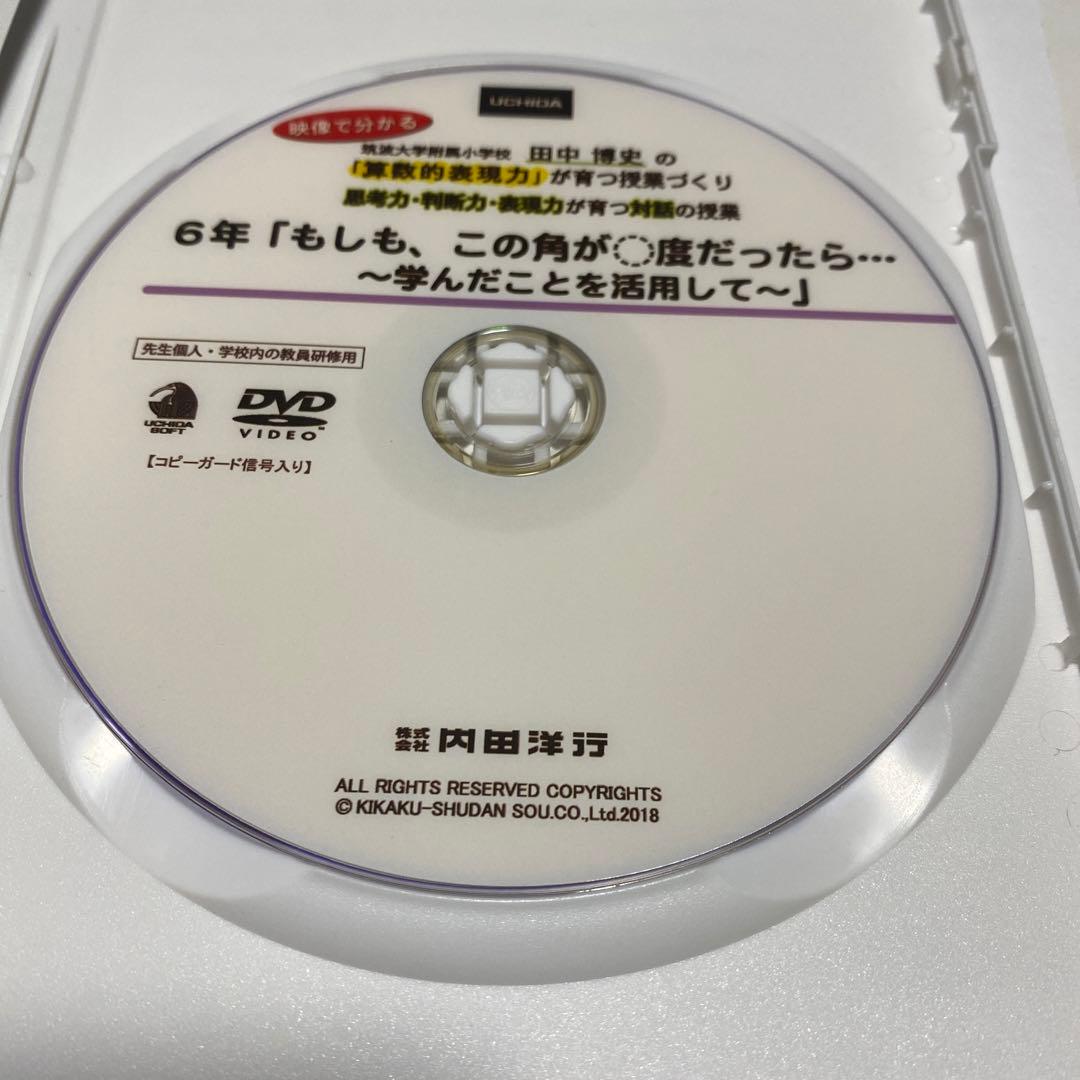 UCHIDA
映像で分かる
筑波大学附属小学校 田中 博史 の
「算数的表現力」が育つ授業づくり
思考力・判断力・表現力が育つ対話の授業
6年「もしも、この角が◌度だったら…
～学んだことを活用して～」
先生個人・学校内の教員研修用
UCHIDA
SOFT
DVD
VIDEO™
【コピーガード信号入り】
株式会社 内田洋行
ALL RIGHTS RESERVED COPYRIGHTS
© KIKAKU-SHUDAN SOU.CO.,Ltd.2018